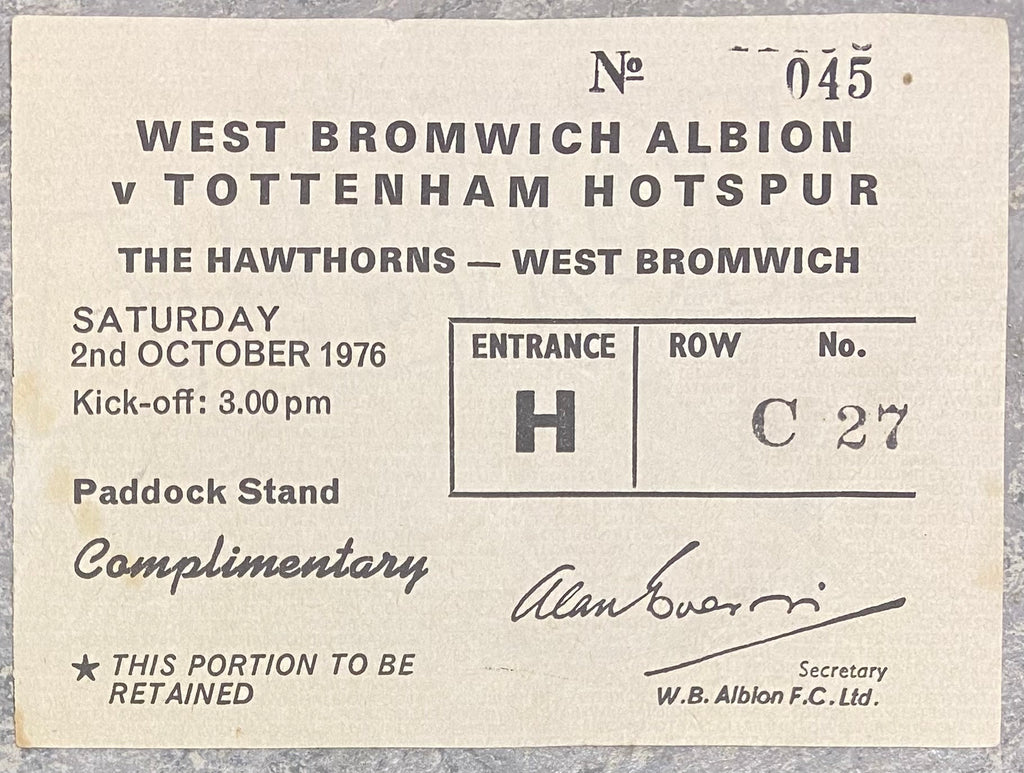 Nº 045
WEST BROMWICH ALBION
v TOTTENHAM HOTSPUR
THE HAWTHORNS — WEST BROMWICH
SATURDAY
2nd OCTOBER 1976
Kick-off: 3.00 pm
ENTRANCE ROW No.
H C 27
Paddock Stand
Complimentary
Alan
★ THIS PORTION TO BE
RETAINED
Secretary
W.B. Albion F.C. Ltd.